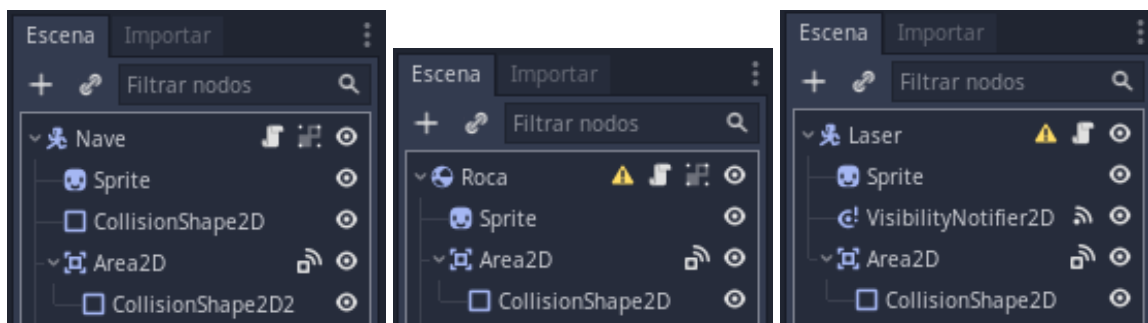 Escena Importar
Filtrar nodos
Nave
Sprite
CollisionShape2D
Area2D
CollisionShape2D2
Escena Importar
Filtrar nodos
Roca
Sprite
Area2D
CollisionShape2D
Escena Importar
Filtrar nodos
Laser
Sprite
VisibilityNotifier2D
Area2D
CollisionShape2D